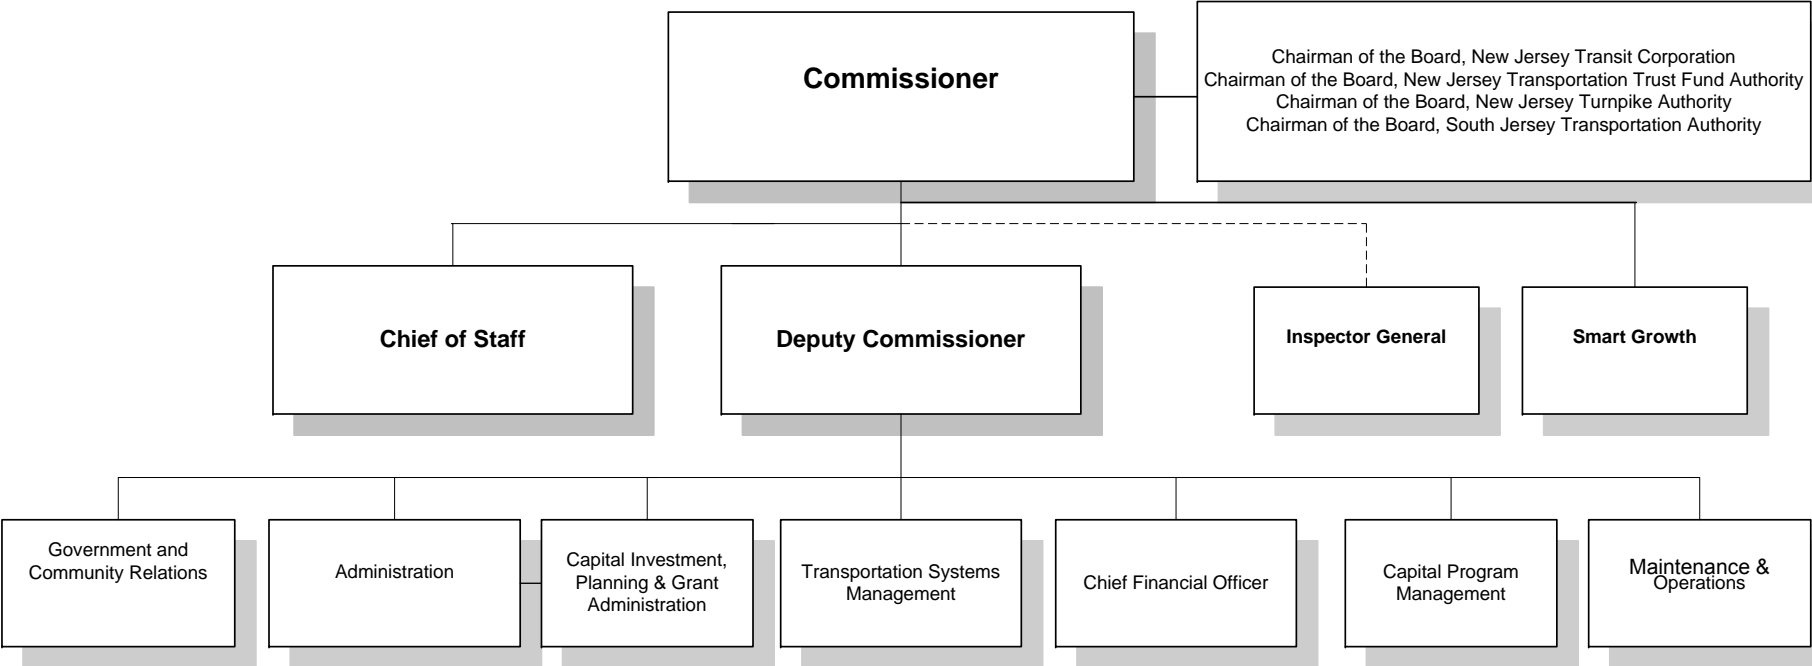 Commissioner
Chairman of the Board, New Jersey Transit Corporation
Chairman of the Board, New Jersey Transportation Trust Fund Authority
Chairman of the Board, New Jersey Turnpike Authority
Chairman of the Board, South Jersey Transportation Authority
Chief of Staff
Deputy Commissioner
Inspector General
Smart Growth
Government and
Community Relations
Administration
Capital Investment,
Planning & Grant
Administration
Transportation Systems
Management
Chief Financial Officer
Capital Program
Management
Maintenance &
Operations